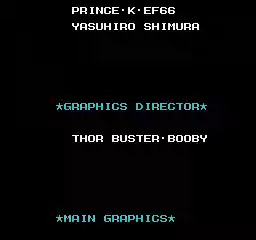 PRINCE·K·EF66
YASUHIRO SHIMURA
*GRAPHICS DIRECTOR*
THOR BUSTER·BOOBY
*MAIN GRAPHICS*